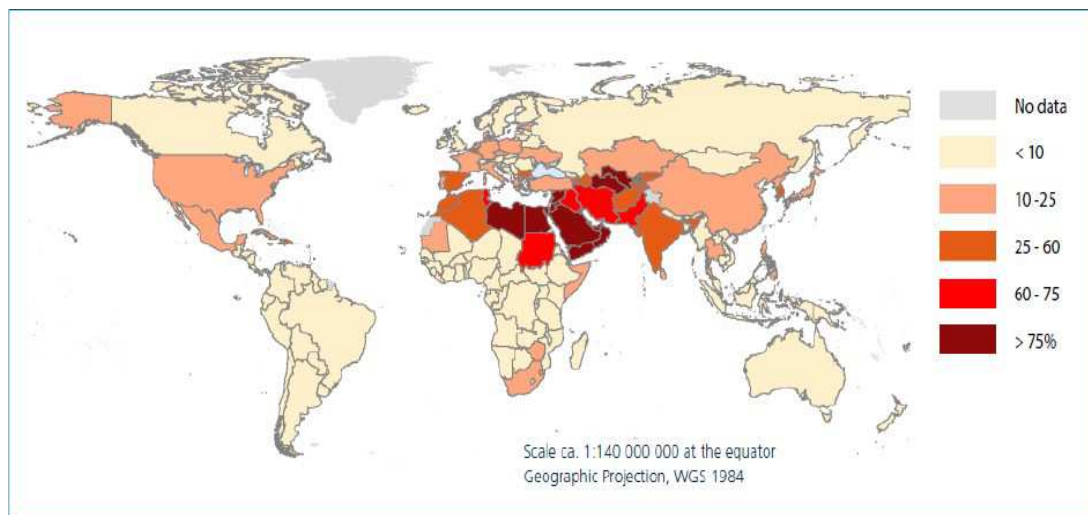 No data
< 10
10 - 25
25 - 60
60 - 75
> 75%
Scale ca. 1:140 000 000 at the equator
Geographic Projection, WGS 1984